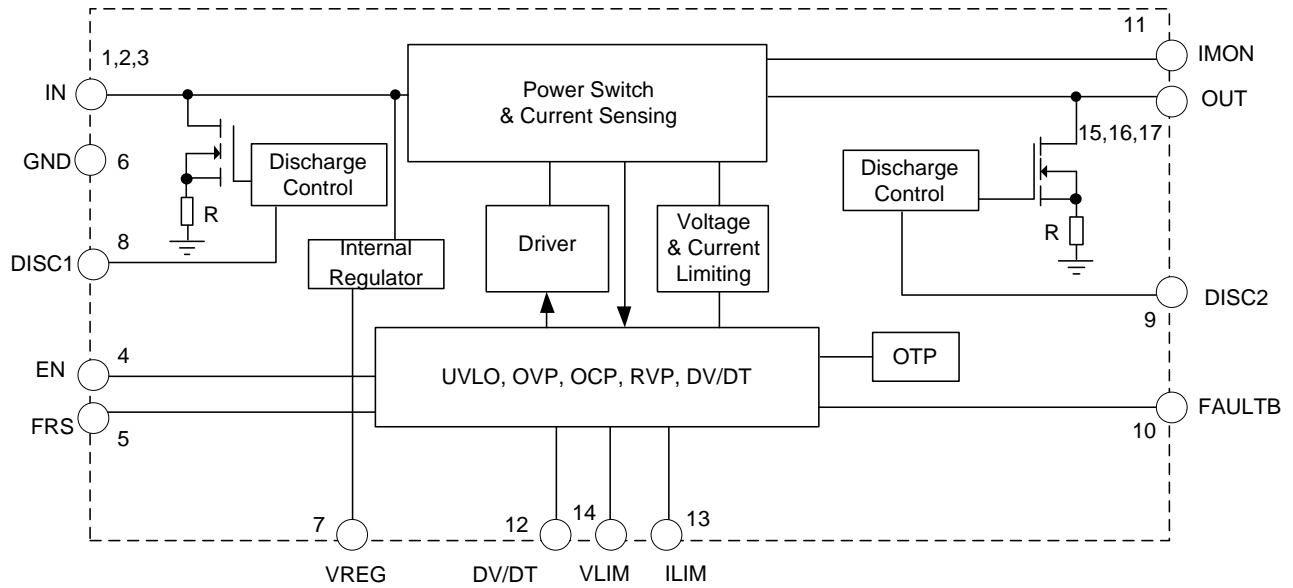 11
1,2,3
IMON
IN
Power Switch
& Current Sensing
OUT
15,16,17
GND
6
Discharge
Control
Discharge
Control
R
Driver
Voltage
& Current
Limiting
R
8
DISC1
Internal
Regulator
DISC2
9
4
EN
OTP
UVLO, OVP, OCP, RVP, DV/DT
FRS
5
FAULTB
10
7
12
14
13
VREG
DV/DT
VLIM
ILIM